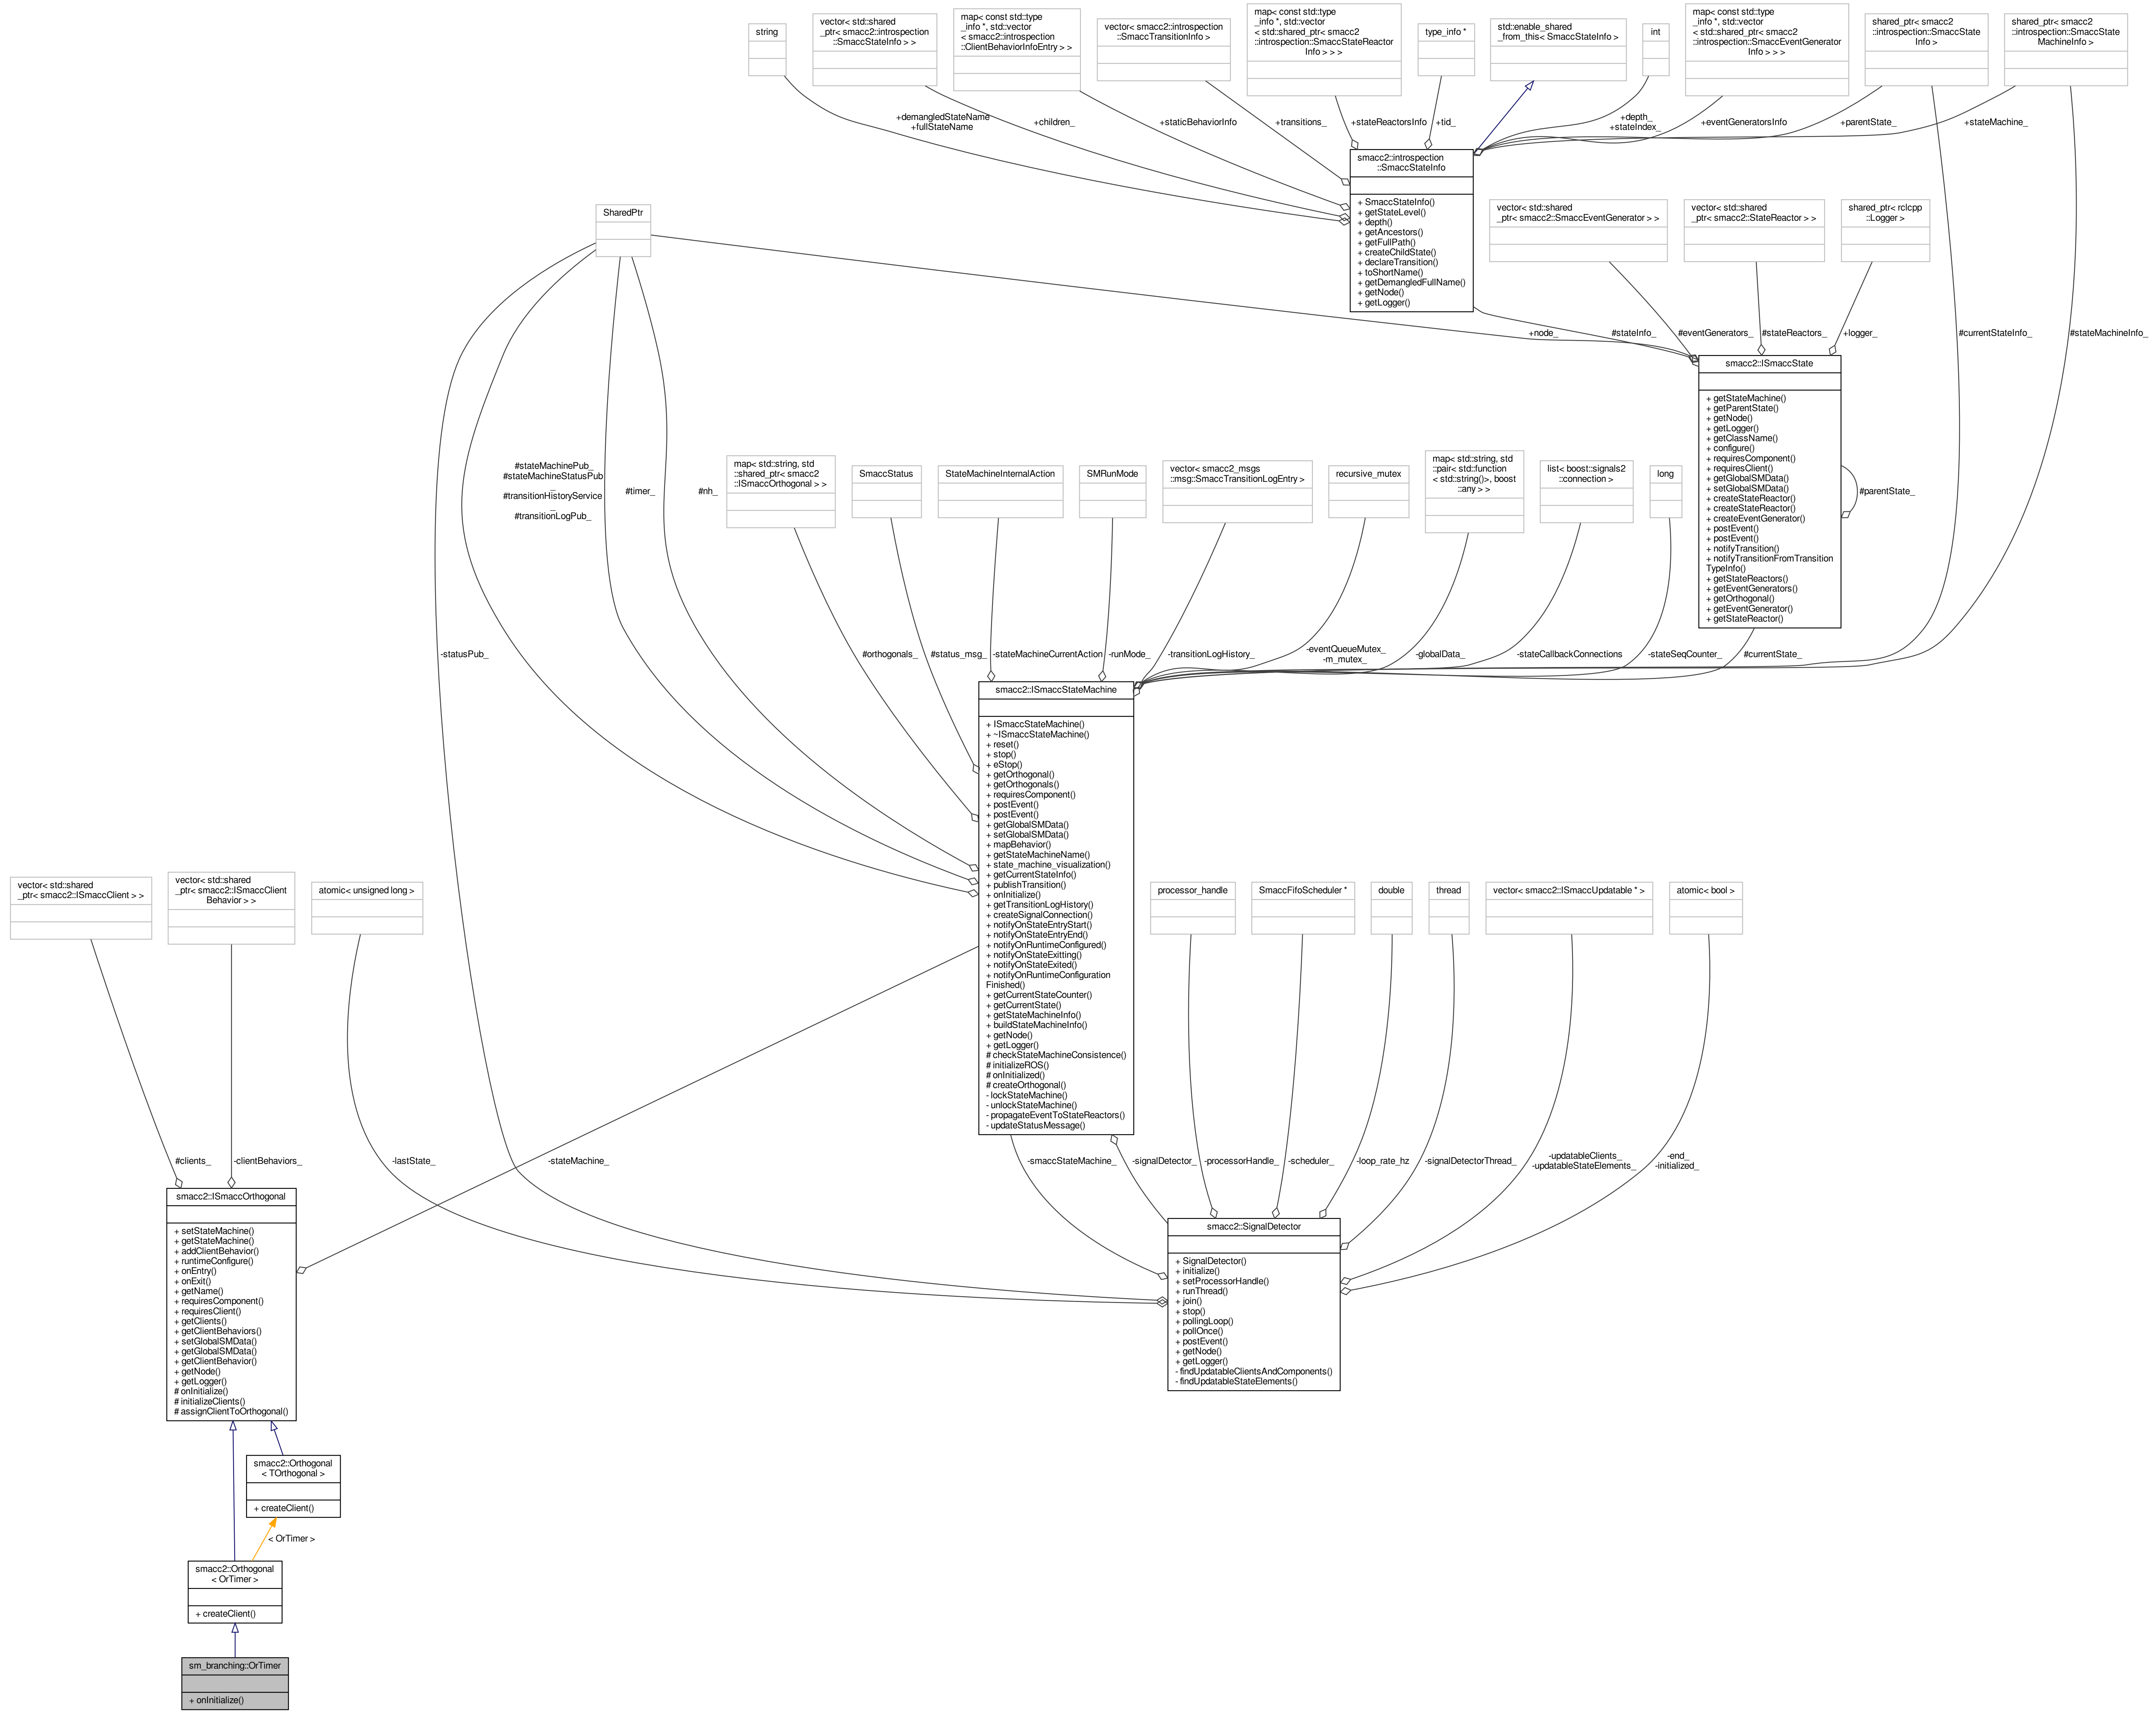 string
vector< std::shared
_ptr< smacc2::introspection
::SmaccStateInfo > >
map< const std::type
_info *, std::vector
< smacc2::introspection
::ClientBehaviorInfoEntry > >
vector< smacc2::introspection
::SmaccTransitionInfo >
map< const std::type
_info *, std::vector
< std::shared_ptr< smacc2
::introspection::SmaccStateReactor
Info > > >
type_info *
std::enable_shared
_from_this< SmaccStateInfo >
int
map< const std::type
_info *, std::vector
< std::shared_ptr< smacc2
::introspection::SmaccEventGenerator
Info > > >
shared_ptr< smacc2
::introspection::SmaccState
Info >
shared_ptr< smacc2
::introspection::SmaccState
MachineInfo >
+demangledStateName
+fullStateName
+children_
+staticBehaviorInfo
+transitions_
+stateReactorsInfo
+tid_
+depth_
+stateIndex_
+eventGeneratorsInfo
+parentState_
+stateMachine_
smacc2::introspection
::SmaccStateInfo
+ SmaccStateInfo()
+ getStateLevel()
+ depth()
+ getAncestors()
+ getFullPath()
+ createChildState()
+ declareTransition()
+ toShortName()
+ getDemangledFullName()
+ getNode()
+ getLogger()
SharedPtr
vector< std::shared
_ptr< smacc2::SmaccEventGenerator > >
vector< std::shared
_ptr< smacc2::StateReactor > >
shared_ptr< rclcpp
::Logger >
+node_
#stateInfo_
#eventGenerators_
#stateReactors_
+logger_
#currentStateInfo_
#stateMachineInfo_
smacc2::ISmaccState
+ getStateMachine()
+ getParentState()
+ getNode()
+ getLogger()
+ getClassName()
+ configure()
+ requiresComponent()
+ requiresClient()
+ getGlobalSMData()
+ setGlobalSMData()
+ createStateReactor()
+ createStateReactor()
+ createEventGenerator()
+ postEvent()
+ postEvent()
+ notifyTransition()
+ notifyTransitionFromTransition
TypeInfo()
+ getStateReactors()
+ getEventGenerators()
+ getOrthogonal()
+ getEventGenerator()
+ getStateReactor()
#parentState_
#stateMachinePub_
#stateMachineStatusPub
_
#transitionHistoryService
_
#transitionLogPub_
#timer_
#nh_
map< std::string, std
::shared_ptr< smacc2
::ISmaccOrthogonal > >
SmaccStatus
StateMachineInternalAction
SMRunMode
vector< smacc2_msgs
::msg::SmaccTransitionLogEntry >
recursive_mutex
map< std::string, std
::pair< std::function
< std::string()>, boost
::any > >
list< boost::signals2
::connection >
long
-statusPub_
#orthogonals_
#status_msg_
-stateMachineCurrentAction
-runMode_
-transitionLogHistory_
-eventQueueMutex_
-m_mutex_
-globalData_
-stateCallbackConnections
-stateSeqCounter_
#currentState_
smacc2::ISmaccStateMachine
+ ISmaccStateMachine()
+ ~ISmaccStateMachine()
+ reset()
+ stop()
+ eStop()
+ getOrthogonal()
+ getOrthogonals()
+ requiresComponent()
+ postEvent()
+ postEvent()
+ getGlobalSMData()
+ setGlobalSMData()
+ mapBehavior()
+ getStateMachineName()
+ state_machine_visualization()
+ getCurrentStateInfo()
+ publishTransition()
+ onInitialize()
+ getTransitionLogHistory()
+ createSignalConnection()
+ notifyOnStateEntryStart()
+ notifyOnStateEntryEnd()
+ notifyOnRuntimeConfigured()
+ notifyOnStateExitting()
+ notifyOnStateExited()
+ notifyOnRuntimeConfiguration
Finished()
+ getCurrentStateCounter()
+ getCurrentState()
+ getStateMachineInfo()
+ buildStateMachineInfo()
+ getNode()
+ getLogger()
# checkStateMachineConsistence()
# initializeROS()
# onInitialized()
# createOrthogonal()
- lockStateMachine()
- unlockStateMachine()
- propagateEventToStateReactors()
- updateStatusMessage()
vector< std::shared
_ptr< smacc2::ISmaccClient > >
vector< std::shared
_ptr< smacc2::ISmaccClient
Behavior > >
atomic< unsigned long >
processor_handle
SmaccFifoScheduler *
double
thread
vector< smacc2::ISmaccUpdatable * >
atomic< bool >
#clients_
-clientBehaviors_
-lastState_
-stateMachine_
-smaccStateMachine_
-signalDetector_
-processorHandle_
-scheduler_
-loop_rate_hz
-signalDetectorThread_
-updatableClients_
-updatableStateElements_
-end_
-initialized_
smacc2::ISmaccOrthogonal
+ setStateMachine()
+ getStateMachine()
+ addClientBehavior()
+ runtimeConfigure()
+ onEntry()
+ onExit()
+ getName()
+ requiresComponent()
+ requiresClient()
+ getClients()
+ getClientBehaviors()
+ setGlobalSMData()
+ getGlobalSMData()
+ getClientBehavior()
+ getNode()
+ getLogger()
# onInitialize()
# initializeClients()
# assignClientToOrthogonal()
smacc2::SignalDetector
+ SignalDetector()
+ initialize()
+ setProcessorHandle()
+ runThread()
+ join()
+ stop()
+ pollingLoop()
+ pollOnce()
+ postEvent()
+ getNode()
+ getLogger()
- findUpdatableClientsAndComponents()
- findUpdatableStateElements()
smacc2::Orthogonal
< TOrthogonal >
+ createClient()
< OrTimer >
smacc2::Orthogonal
< OrTimer >
+ createClient()
sm_branching::OrTimer
+ onInitialize()